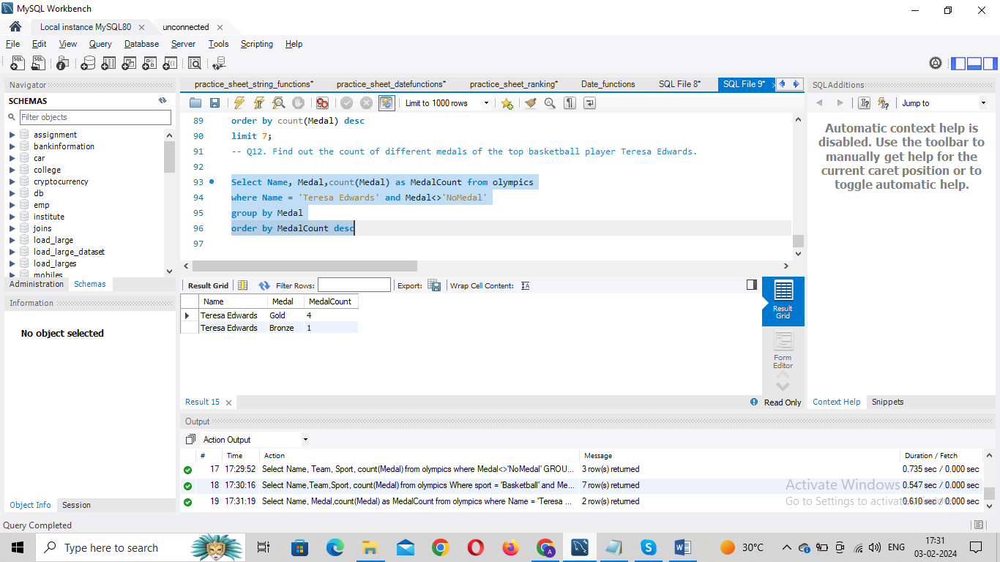 MySQL Workbench
Local instance MySQL80 unconnected
File Edit View Query Database Server Tools Scripting Help
Navigator
SCHEMAS
Filter objects
assignment
bankinformation
car
college
cryptocurrency
db
emp
institute
joins
load_large
load_large_dataset
load_larges
mobiles
Administration Schemas
Information
No object selected
Object Info Session
practice_sheet_string_functions* practice_sheet_datefunctions* practice_sheet_ranking* Date_functions SQL File 8* SQL File 9*
Limit to 1000 rows
89 order by count(Medal) desc
90 limit 7;
91 -- Q12. Find out the count of different medals of the top basketball player Teresa Edwards.
92
93 Select Name, Medal,count(Medal) as MedalCount from olympics
94 where Name = 'Teresa Edwards' and Medal<>'NoMedal'
95 group by Medal
96 order by MedalCount desc
97
Result Grid Filter Rows: Export: Wrap Cell Content:
Name Medal MedalCount
Teresa Edwards Gold 4
Teresa Edwards Bronze 1
Result Grid
Form Editor
Result 15 Read Only
Output
Action Output
# Time Action Message Duration / Fetch
17 17:29:52 Select Name, Team, Sport, count(Medal) from olympics where Medal<>'NoMedal' GROU... 3 row(s) returned 0.735 sec / 0.000 sec
18 17:30:16 Select Name,Team,Sport, count(Medal) from olympics Where sport = 'Basketball' and Me... 7 row(s) returned 0.547 sec / 0.000 sec
19 17:31:19 Select Name, Medal,count(Medal) as MedalCount from olympics where Name = 'Teresa ... 2 row(s) returned 0.610 sec / 0.000 sec
SQLAdditions
Jump to
Automatic context help is
disabled. Use the toolbar to
manually get help for the
current caret position or to
toggle automatic help.
Context Help Snippets
Activate Windows
Go to Settings to activate Windows.
Query Completed
Type here to search
30°C
ENG
17:31
03-02-2024